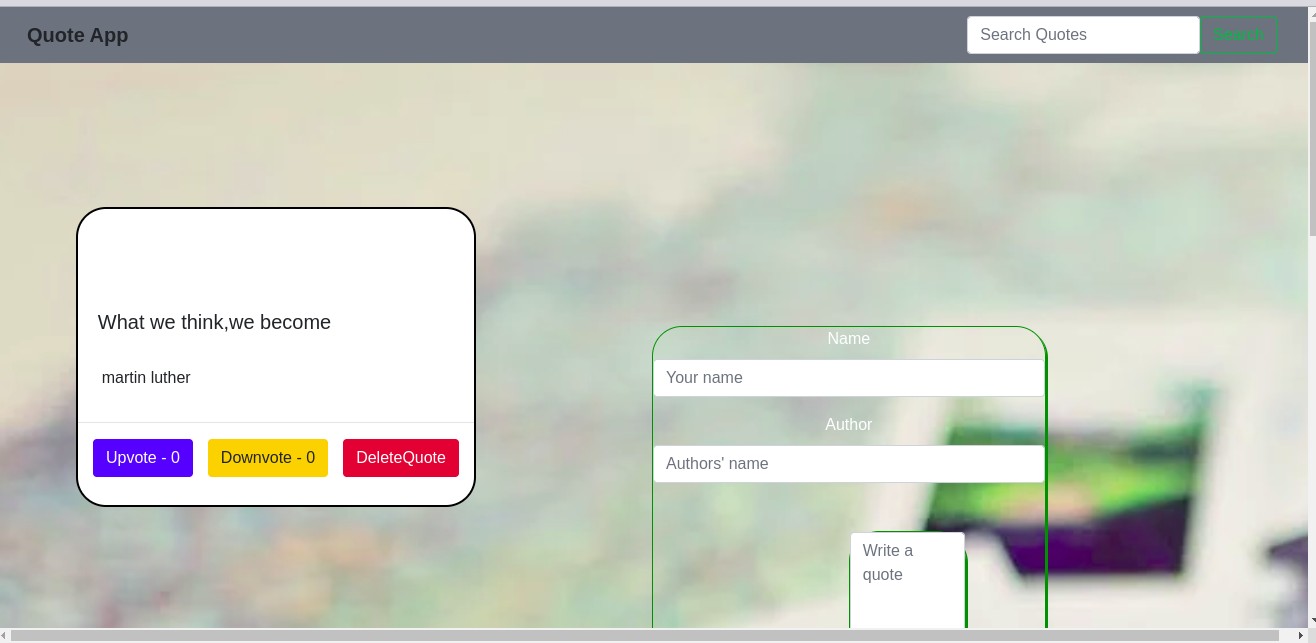 Quote App
Search Quotes
Search
What we think,we become
martin luther
Upvote - 0
Downvote - 0
DeleteQuote
Name
Your name
Author
Authors' name
Write a
quote